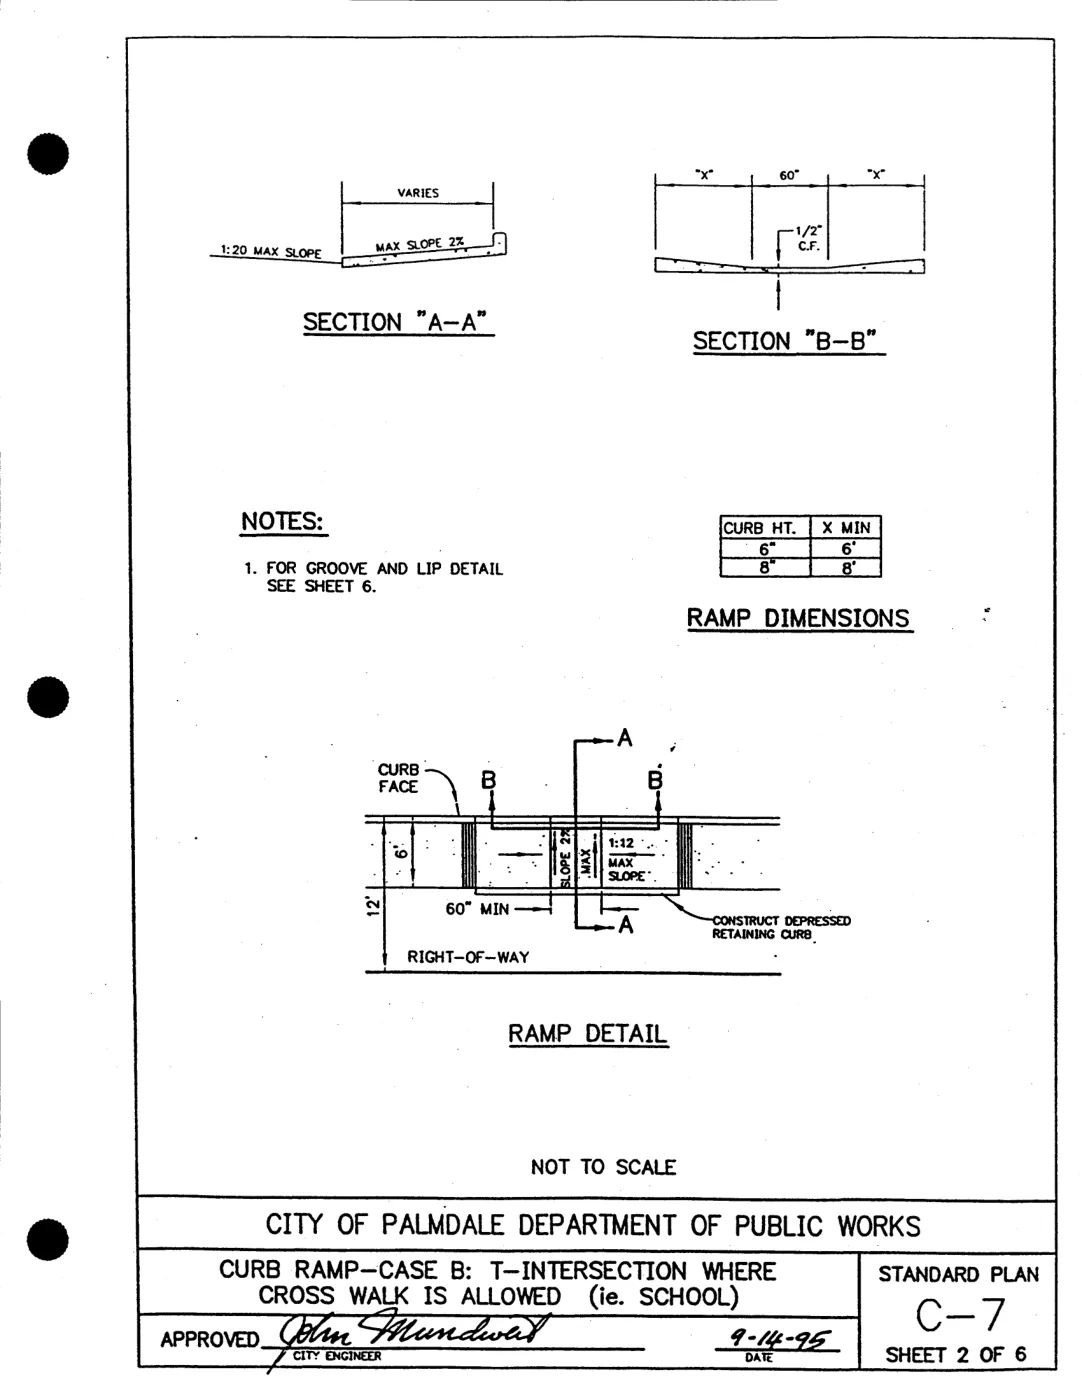 VARIES
1:20 MAX SLOPE
MAX SLOPE 2%
SECTION "A-A"
"X" 60" "X"
1/2"
C.F.
SECTION "B-B"
NOTES:
1. FOR GROOVE AND LIP DETAIL
SEE SHEET 6.
CURB HT. X MIN
6" 6'
8" 8'
RAMP DIMENSIONS
A
CURB
FACE
B
B
6'
12'
SLOPE 2%
MAX
1:12
MAX
SLOPE
60" MIN
A
CONSTRUCT DEPRESSED
RETAINING CURB
RIGHT-OF-WAY
RAMP DETAIL
NOT TO SCALE
CITY OF PALMDALE DEPARTMENT OF PUBLIC WORKS
CURB RAMP-CASE B: T-INTERSECTION WHERE
CROSS WALK IS ALLOWED (ie. SCHOOL)
STANDARD PLAN
C-7
SHEET 2 OF 6
APPROVED John
CITY ENGINEER
9-14-95
DATE